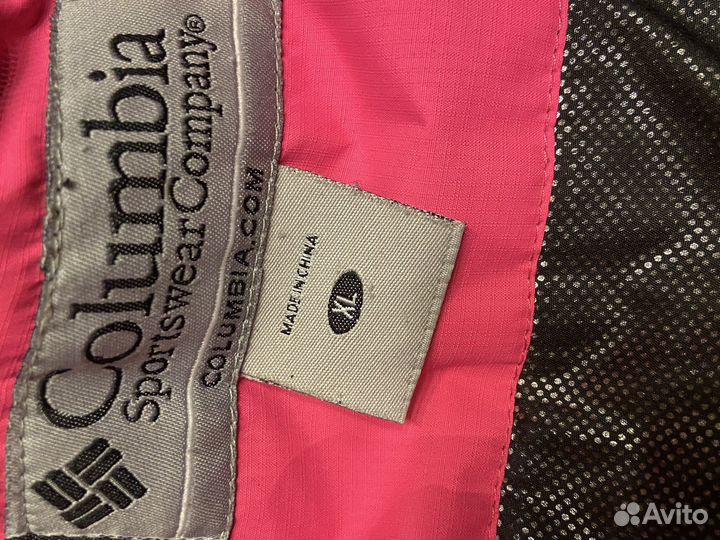 Columbia
Sportswear Company®
COLUMBIA.COM
MADE IN CHINA
XL
Avito